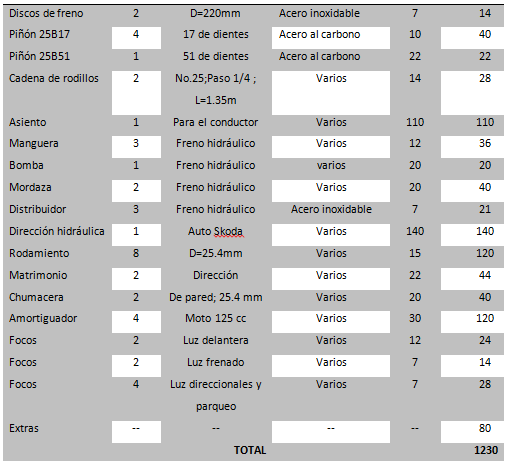 Discos de freno 2 D=220mm Acero inoxidable 7 14
Piñón 25B17 4 17 de dientes Acero al carbono 10 40
Piñón 25B51 1 51 de dientes Acero al carbono 22 22
Cadena de rodillos 2 No.25;Paso 1/4 ; Varios 14 28
L=1.35m
Asiento 1 Para el conductor Varios 110 110
Manguera 3 Freno hidráulico Varios 12 36
Bomba 1 Freno hidráulico varios 20 20
Mordaza 2 Freno hidráulico Varios 20 40
Distribuidor 3 Freno hidráulico Acero inoxidable 7 21
Dirección hidráulica 1 Auto Skoda Varios 140 140
Rodamiento 8 D=25.4mm Varios 15 120
Matrimonio 2 Dirección Varios 22 44
Chumacera 2 De pared; 25.4 mm Varios 20 40
Amortiguador 4 Moto 125 cc Varios 30 120
Focos 2 Luz delantera Varios 12 24
Focos 2 Luz frenado Varios 7 14
Focos 4 Luz direccionales y Varios 7 28
parqueo
Extras -- -- -- -- 80
TOTAL 1230